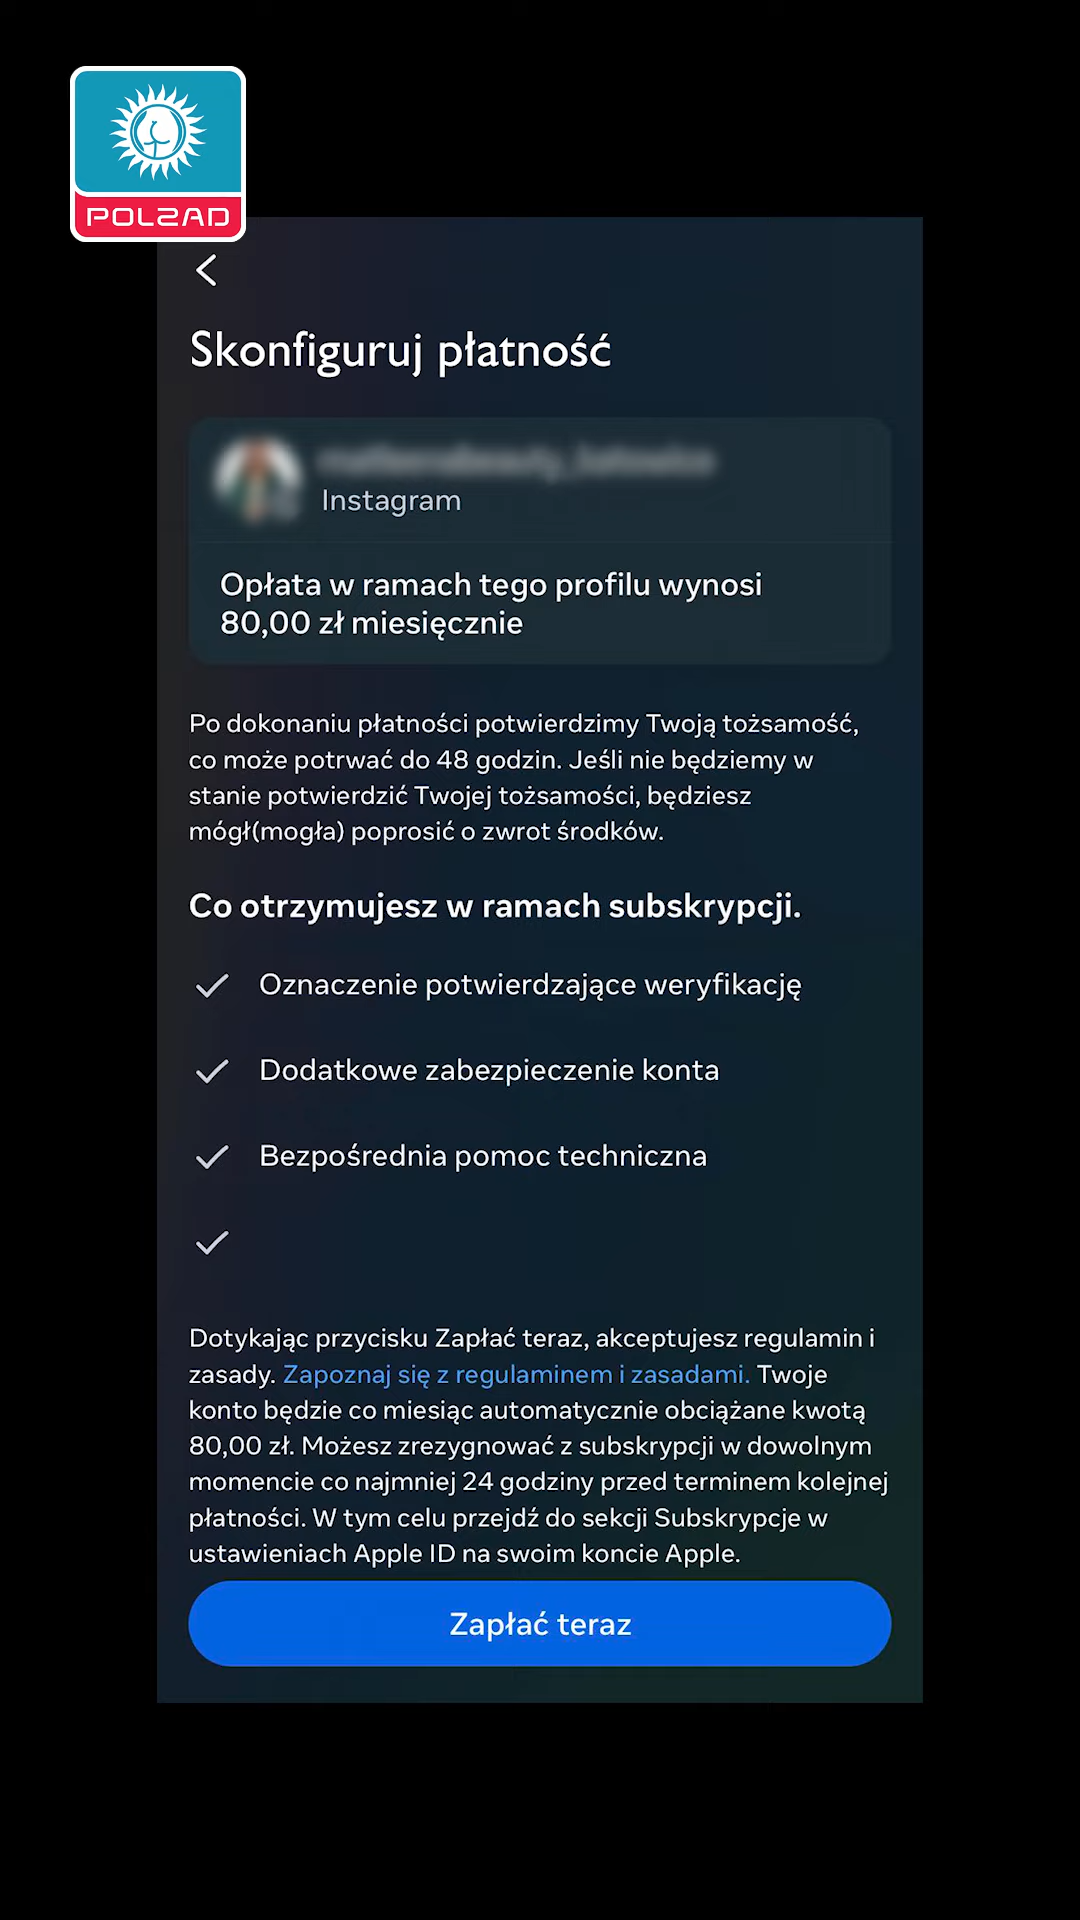 POLSAD
Skonfiguruj płatność
Instagram
Opłata w ramach tego profilu wynosi
80,00 zł miesięcznie
Po dokonaniu płatności potwierdzimy Twoją tożsamość,
co może potrwać do 48 godzin. Jeśli nie będziemy w
stanie potwierdzić Twojej tożsamości, będziesz
mógł(mogła) poprosić o zwrot środków.
Co otrzymujesz w ramach subskrypcji.
Oznaczenie potwierdzające weryfikację
Dodatkowe zabezpieczenie konta
Bezpośrednia pomoc techniczna
Dotykając przycisku Zapłać teraz, akceptujesz regulamin i
zasady. Zapoznaj się z regulaminem i zasadami. Twoje
konto będzie co miesiąc automatycznie obciążane kwotą
80,00 zł. Możesz zrezygnować z subskrypcji w dowolnym
momencie co najmniej 24 godziny przed terminem kolejnej
płatności. W tym celu przejdź do sekcji Subskrypcje w
ustawieniach Apple ID na swoim koncie Apple.
Zapłać teraz